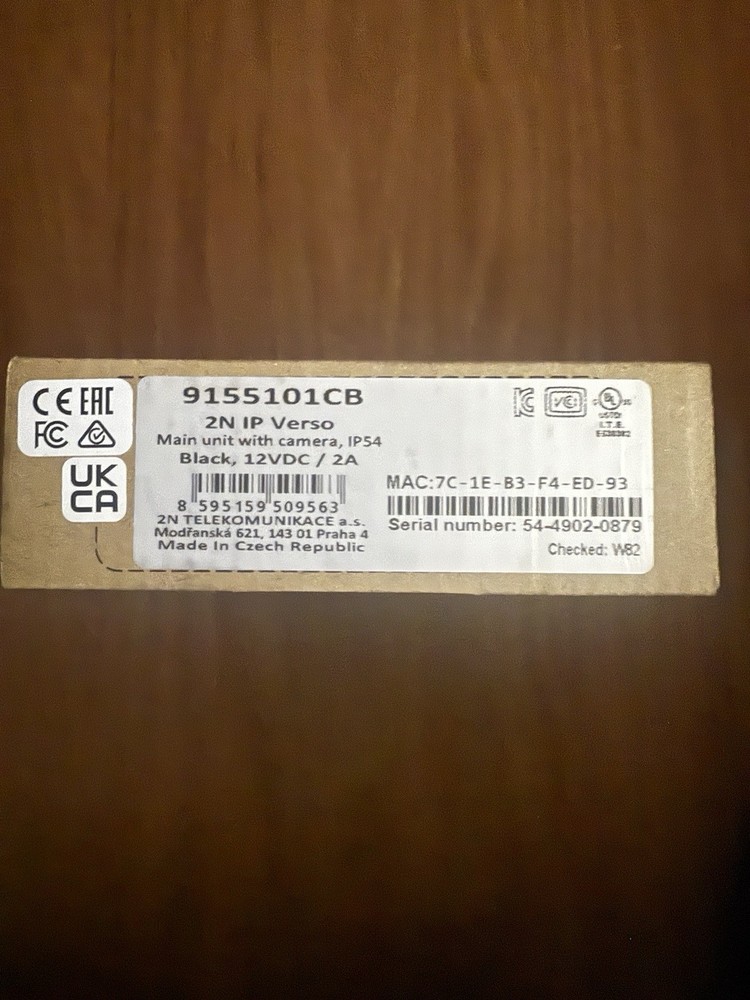 CE EAC
FC
UK
CA
9155101CB
2N IP Verso
Main unit with camera, IP54
Black, 12VDC / 2A
8 595159 509563
2N TELEKOMUNIKACE a.s.
Modřanská 621, 143 01 Praha 4
Made In Czech Republic
UL
I.T.E.
MAC:7C-1E-B3-F4-ED-93
Serial number: 54-4902-0879
Checked: W82